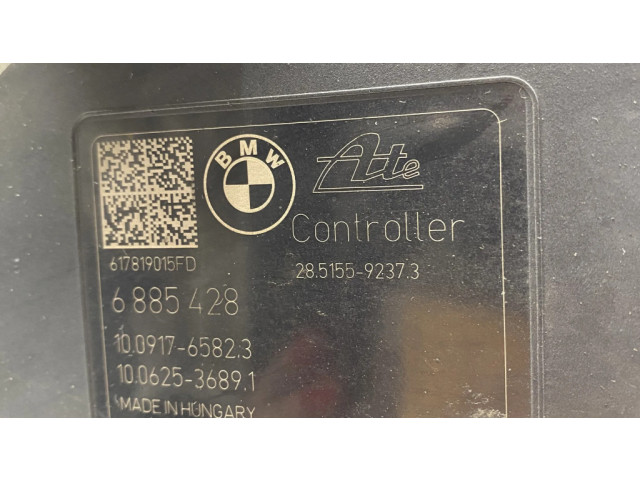 BMW
Ate
Controller
617819015FD
28.5155-9237.3
6 885 428
10.0917-6582.3
10.0625-3689.1
MADE IN HUNGARY